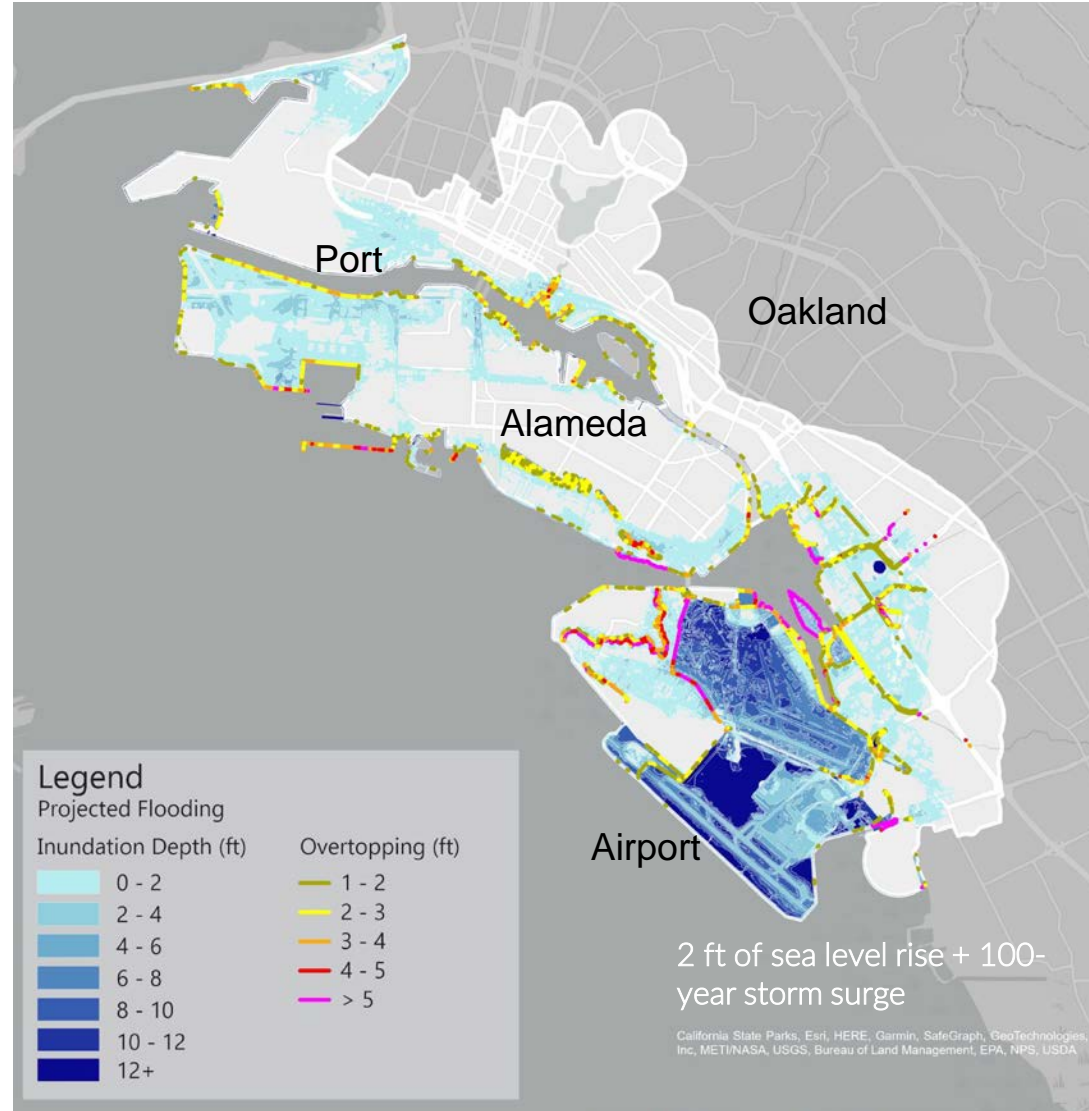 Port
Oakland
Alameda
Airport
Legend
Projected Flooding
Inundation Depth (ft)
0 - 2
2 - 4
4 - 6
6 - 8
8 - 10
10 - 12
12+
Overtopping (ft)
1 - 2
2 - 3
3 - 4
4 - 5
> 5
2 ft of sea level rise + 100-
year storm surge
California State Parks, Esri, HERE, Garmin, SafeGraph, GeoTechnologies,
Inc, METI/NASA, USGS, Bureau of Land Management, EPA, NPS, USDA